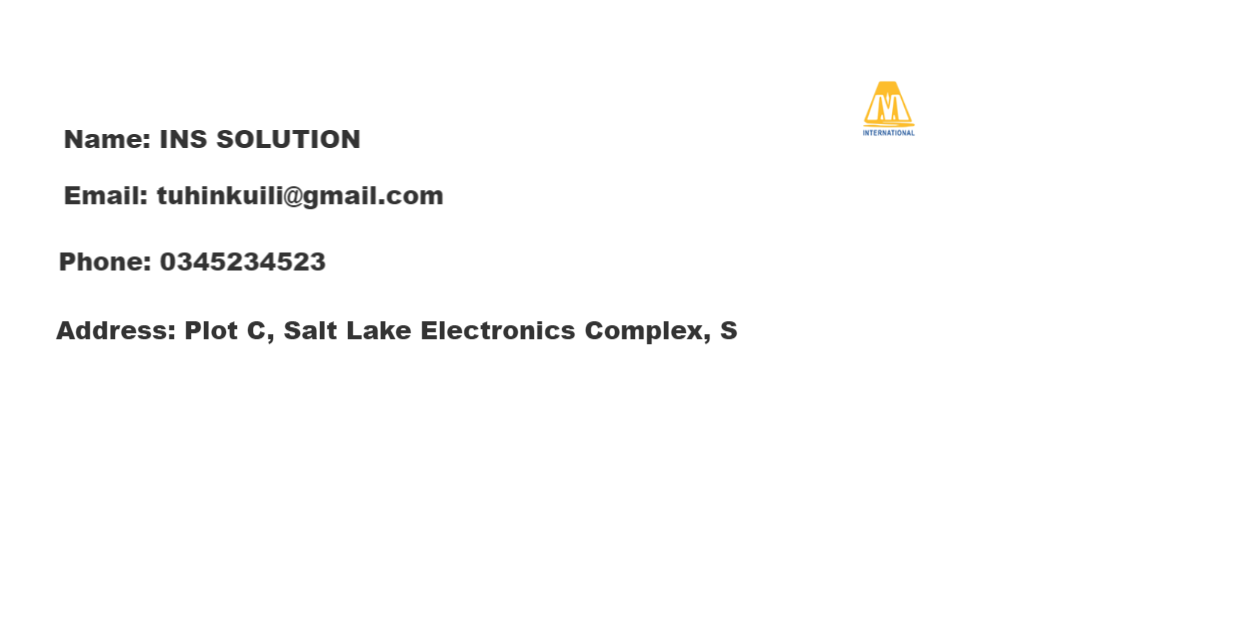 INTERNATIONAL
Name: INS SOLUTION
Email: tuhinkuili@gmail.com
Phone: 0345234523
Address: Plot C, Salt Lake Electronics Complex, S